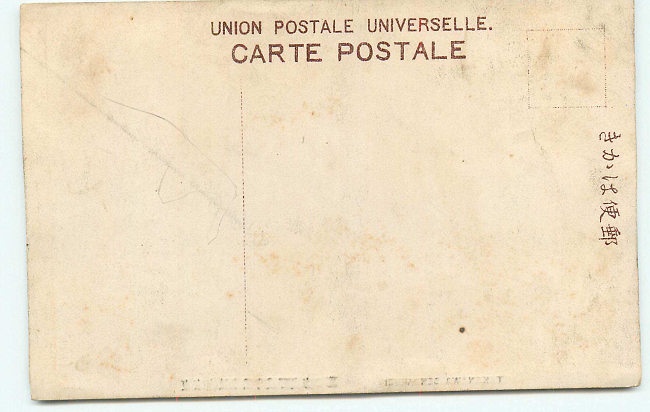 UNION POSTALE UNIVERSELLE.
CARTE POSTALE
きかは便郵